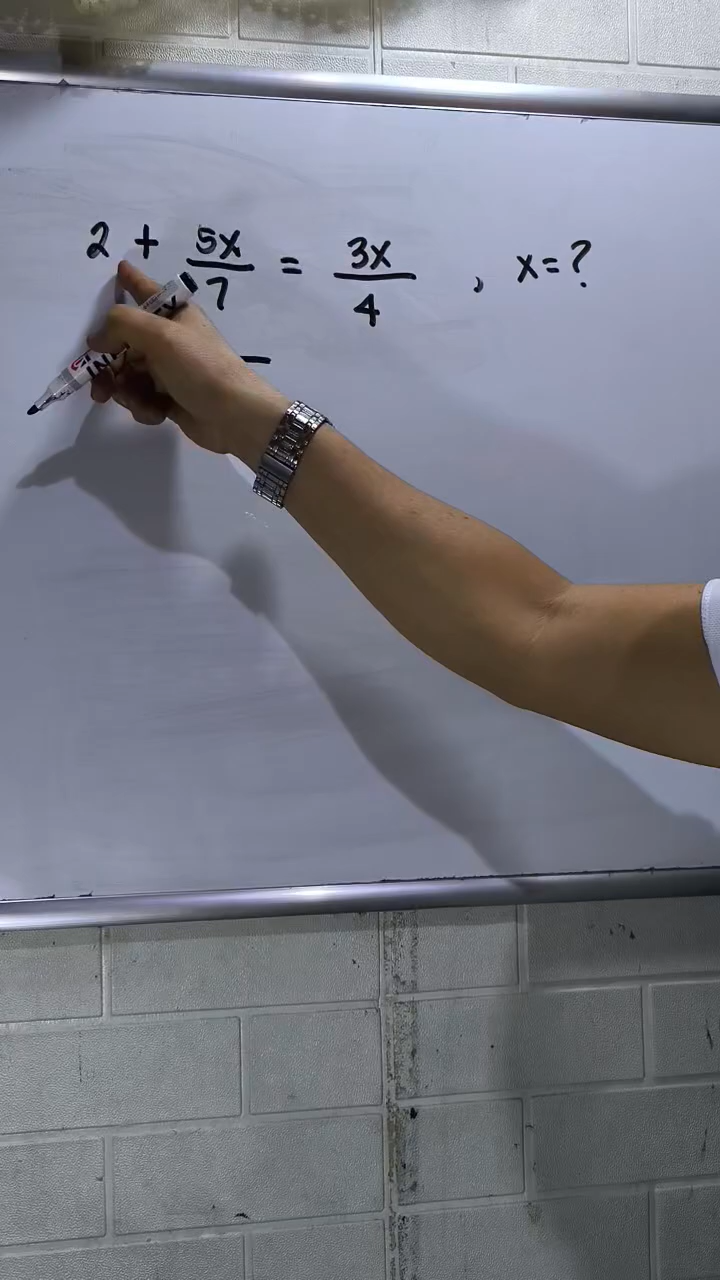 2 + 5x/7 = 3x/4 , x=?